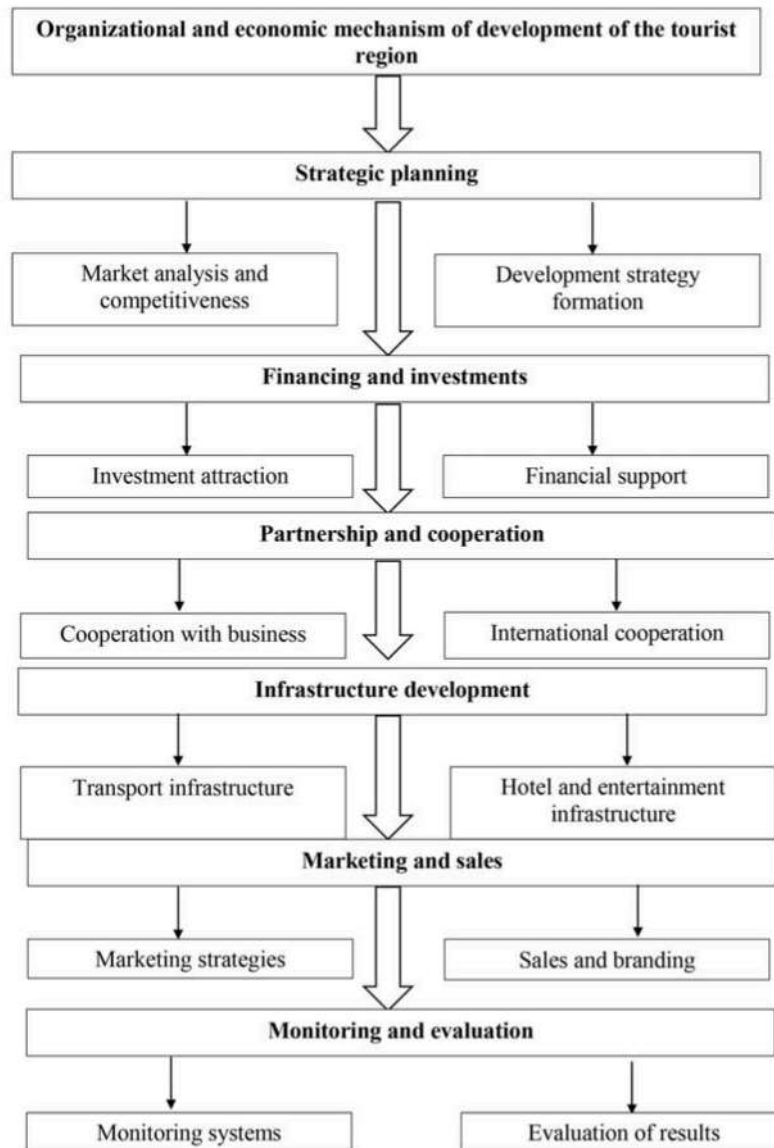 Organizational and economic mechanism of development of the tourist
region
Strategic planning
Market analysis and
competitiveness
Development strategy
formation
Financing and investments
Investment attraction
Financial support
Partnership and cooperation
Cooperation with business
International cooperation
Infrastructure development
Transport infrastructure
Hotel and entertainment
infrastructure
Marketing and sales
Marketing strategies
Sales and branding
Monitoring and evaluation
Monitoring systems
Evaluation of results